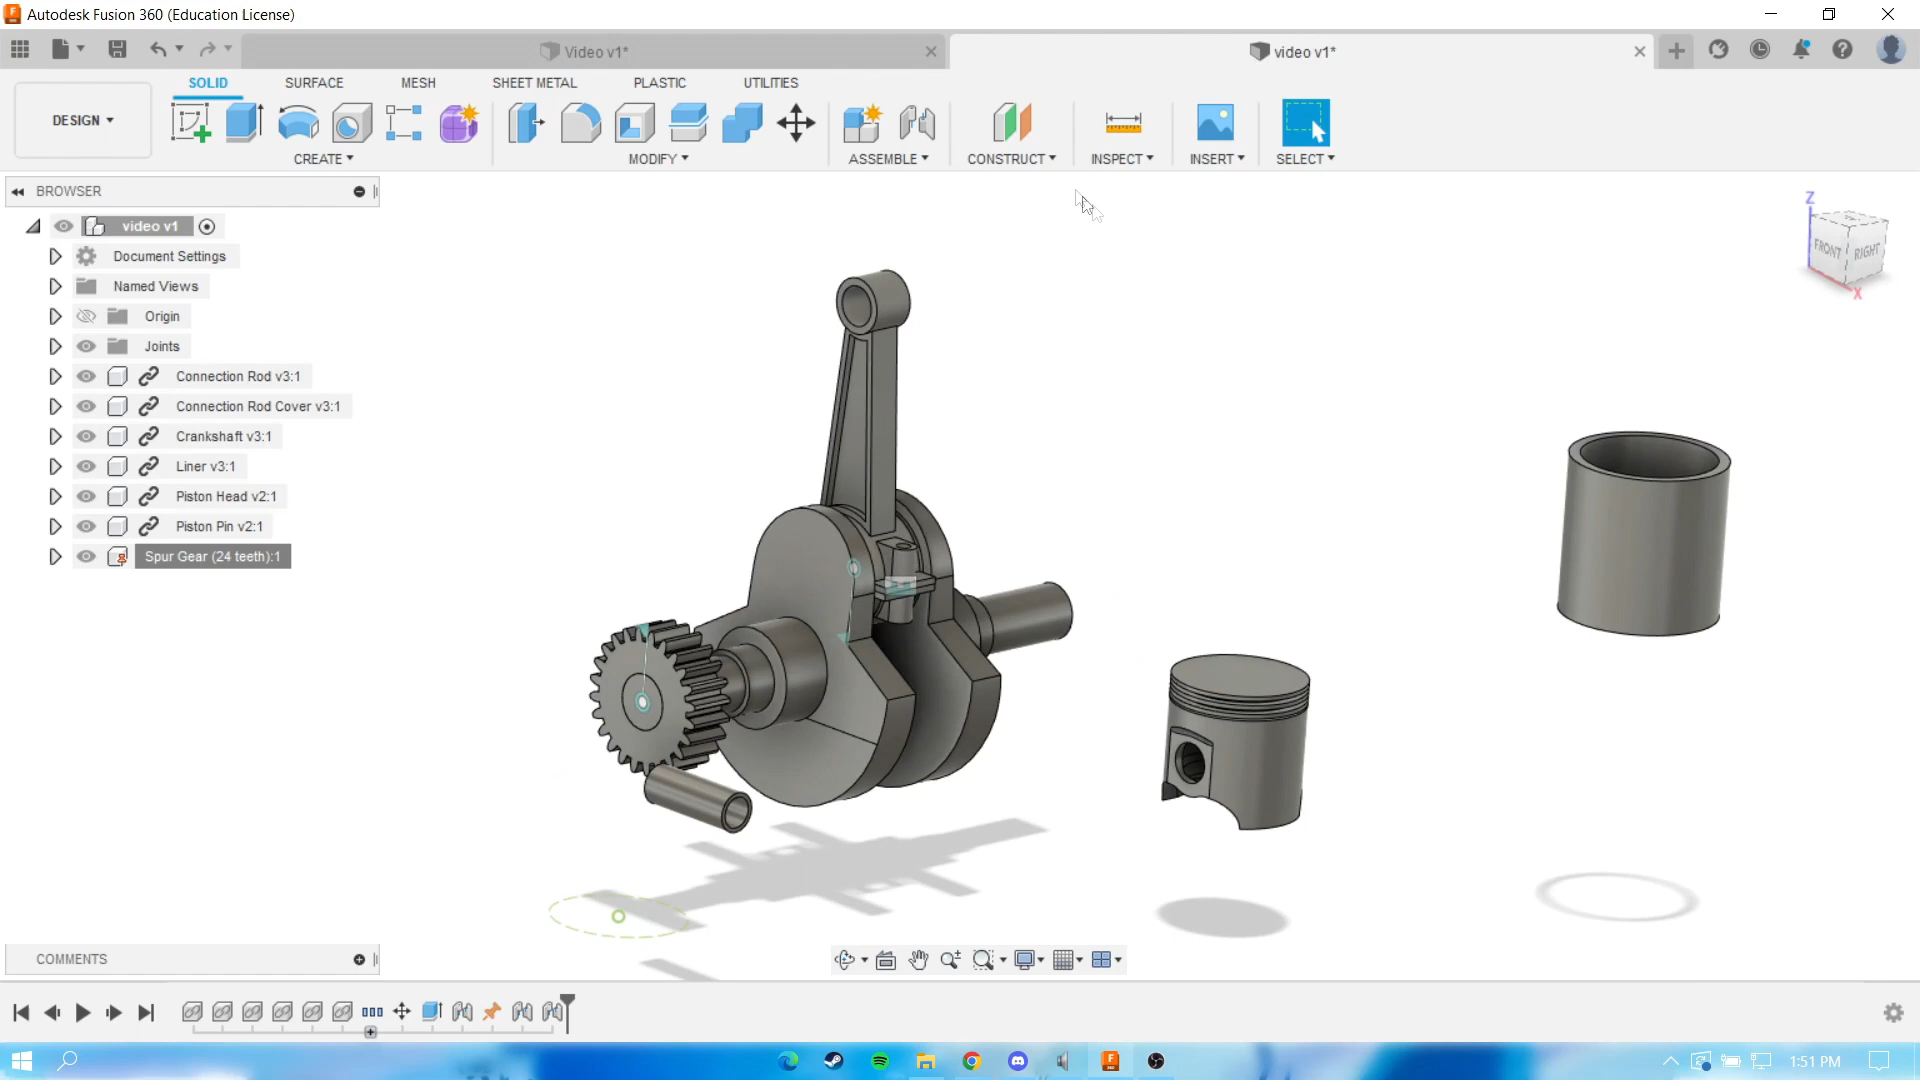 Autodesk Fusion 360 (Education License)
Video v1*
video v1*
SOLID
SURFACE
MESH
SHEET METAL
PLASTIC
UTILITIES
DESIGN
CREATE
MODIFY
ASSEMBLE
CONSTRUCT
INSPECT
INSERT
SELECT
BROWSER
video v1
Document Settings
Named Views
Origin
Joints
Connection Rod v3:1
Connection Rod Cover v3:1
Crankshaft v3:1
Liner v3:1
Piston Head v2:1
Piston Pin v2:1
Spur Gear (24 teeth):1
Z
FRONT
RIGHT
X
COMMENTS
1:51 PM